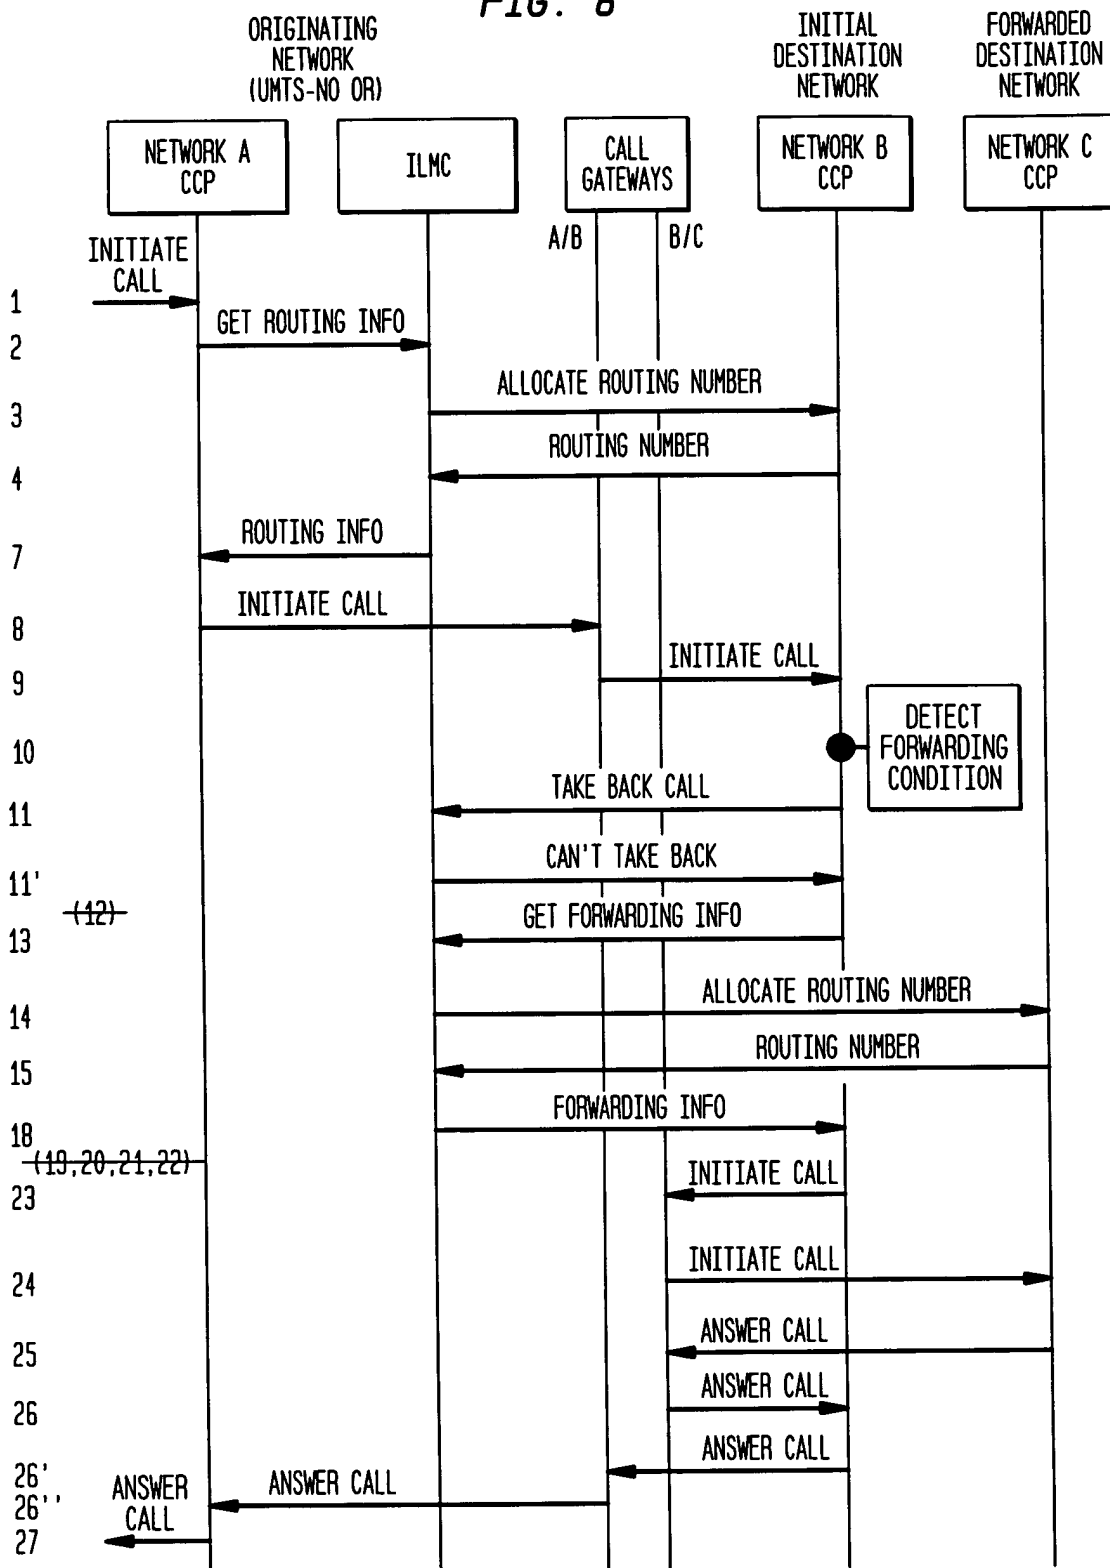 FIG. 8
ORIGINATING
NETWORK
(UMTS-NO OR)
INITIAL
DESTINATION
NETWORK
FORWARDED
DESTINATION
NETWORK
NETWORK A
CCP
ILMC
CALL
GATEWAYS
NETWORK B
CCP
NETWORK C
CCP
A/B
B/C
INITIATE
CALL
1
GET ROUTING INFO
2
ALLOCATE ROUTING NUMBER
3
ROUTING NUMBER
4
ROUTING INFO
7
INITIATE CALL
8
INITIATE CALL
9
DETECT
FORWARDING
CONDITION
10
TAKE BACK CALL
11
CAN'T TAKE BACK
11'
(12)
GET FORWARDING INFO
13
ALLOCATE ROUTING NUMBER
14
ROUTING NUMBER
15
FORWARDING INFO
18
(19,20,21,22)
INITIATE CALL
23
INITIATE CALL
24
ANSWER CALL
25
ANSWER CALL
26
ANSWER CALL
26'
ANSWER CALL
26''
ANSWER
CALL
27